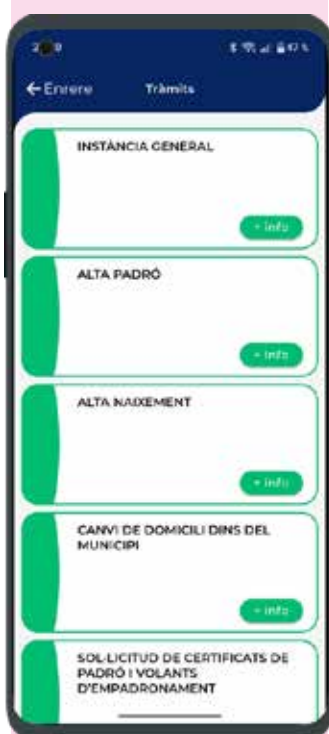 ←Enrere
Tràmits
INSTÀNCIA GENERAL
+ info
ALTA PADRÓ
+ info
ALTA NAIXEMENT
+ info
CANVI DE DOMICILI DINS DEL
MUNICIPI
+ info
SOL·LICITUD DE CERTIFICATS DE
PADRÓ I VOLANTS
D'EMPADRONAMENT